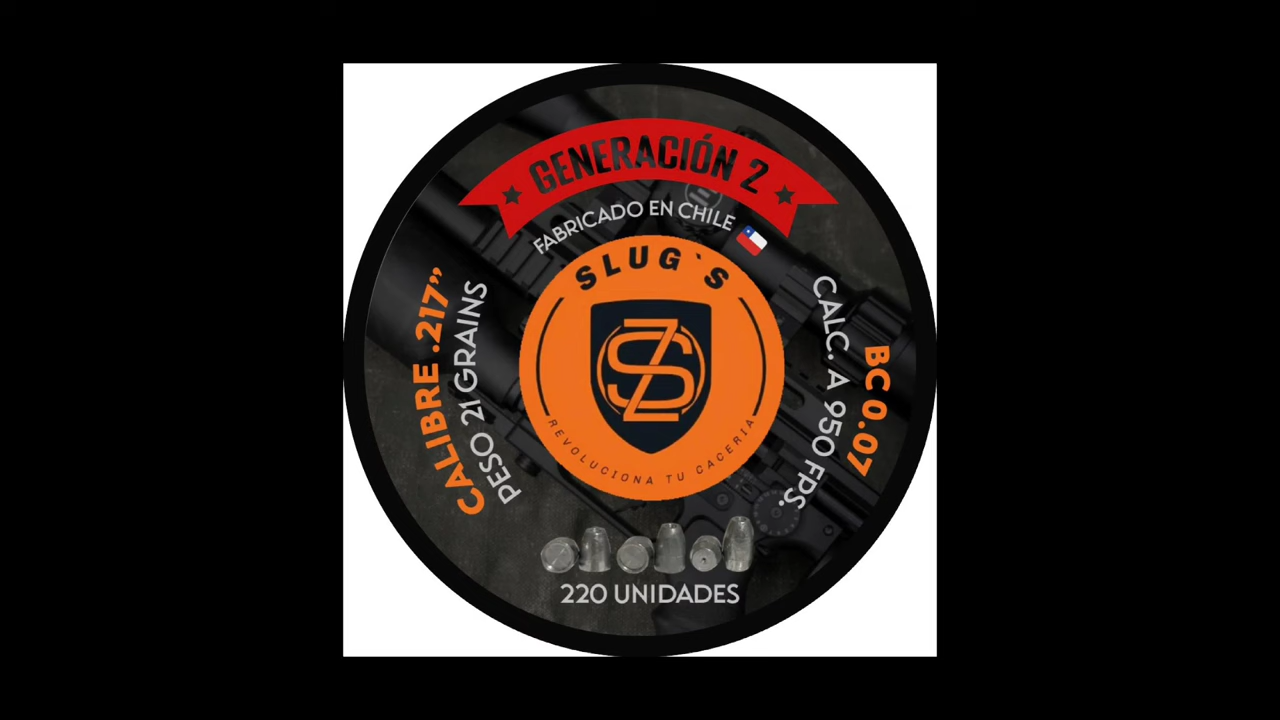 GENERACIÓN 2
FABRICADO EN CHILE
SLUG`S
REVOLUCIONA TU CACERIA
CALIBRE .217”
PESO 21 GRAINS
BC 0.07
CALC. A 950 FPS.
220 UNIDADES